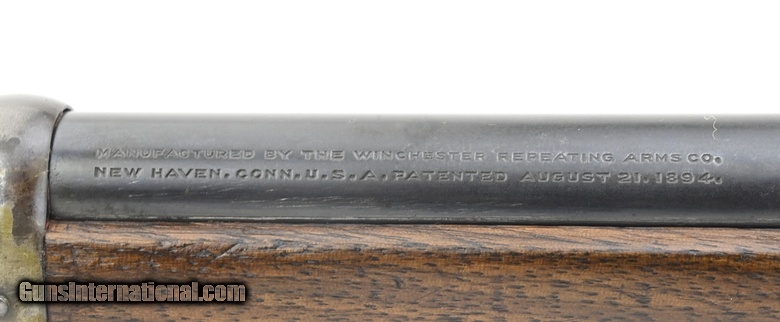 MANUFACTURED BY THE WINCHESTER REPEATING ARMS CO.
NEW HAVEN. CONN. U.S.A. PATENTED AUGUST 21. 1894.
GunsInternational.com